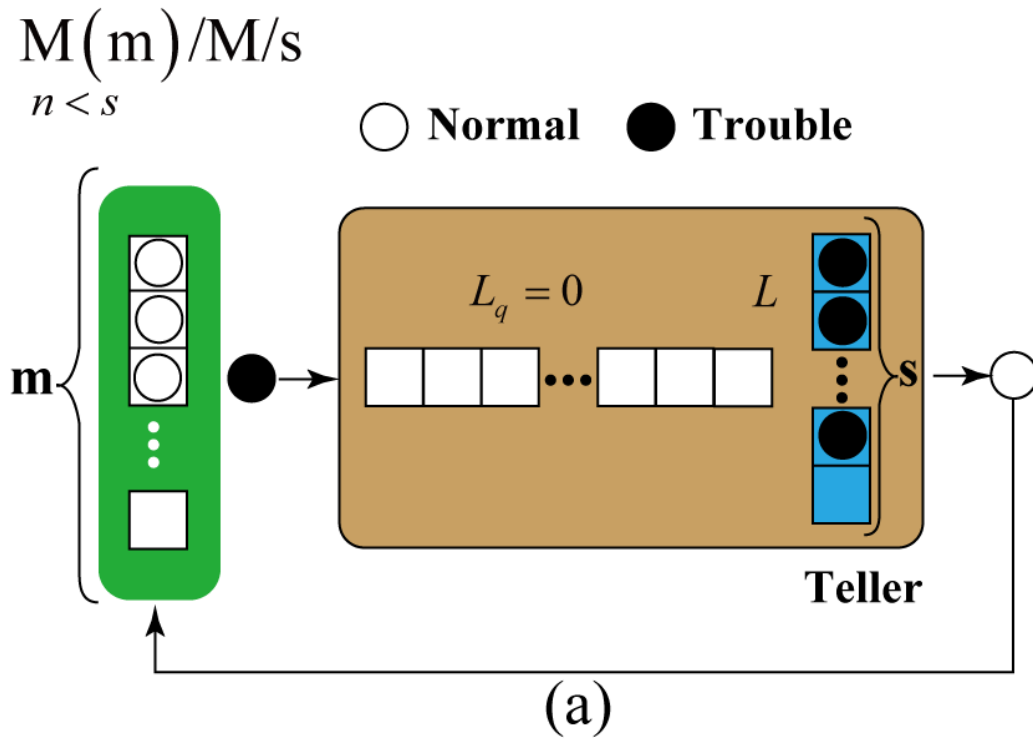 M(m)/M/s
n < s
Normal Trouble
L_q = 0 L
m s
Teller
(a)